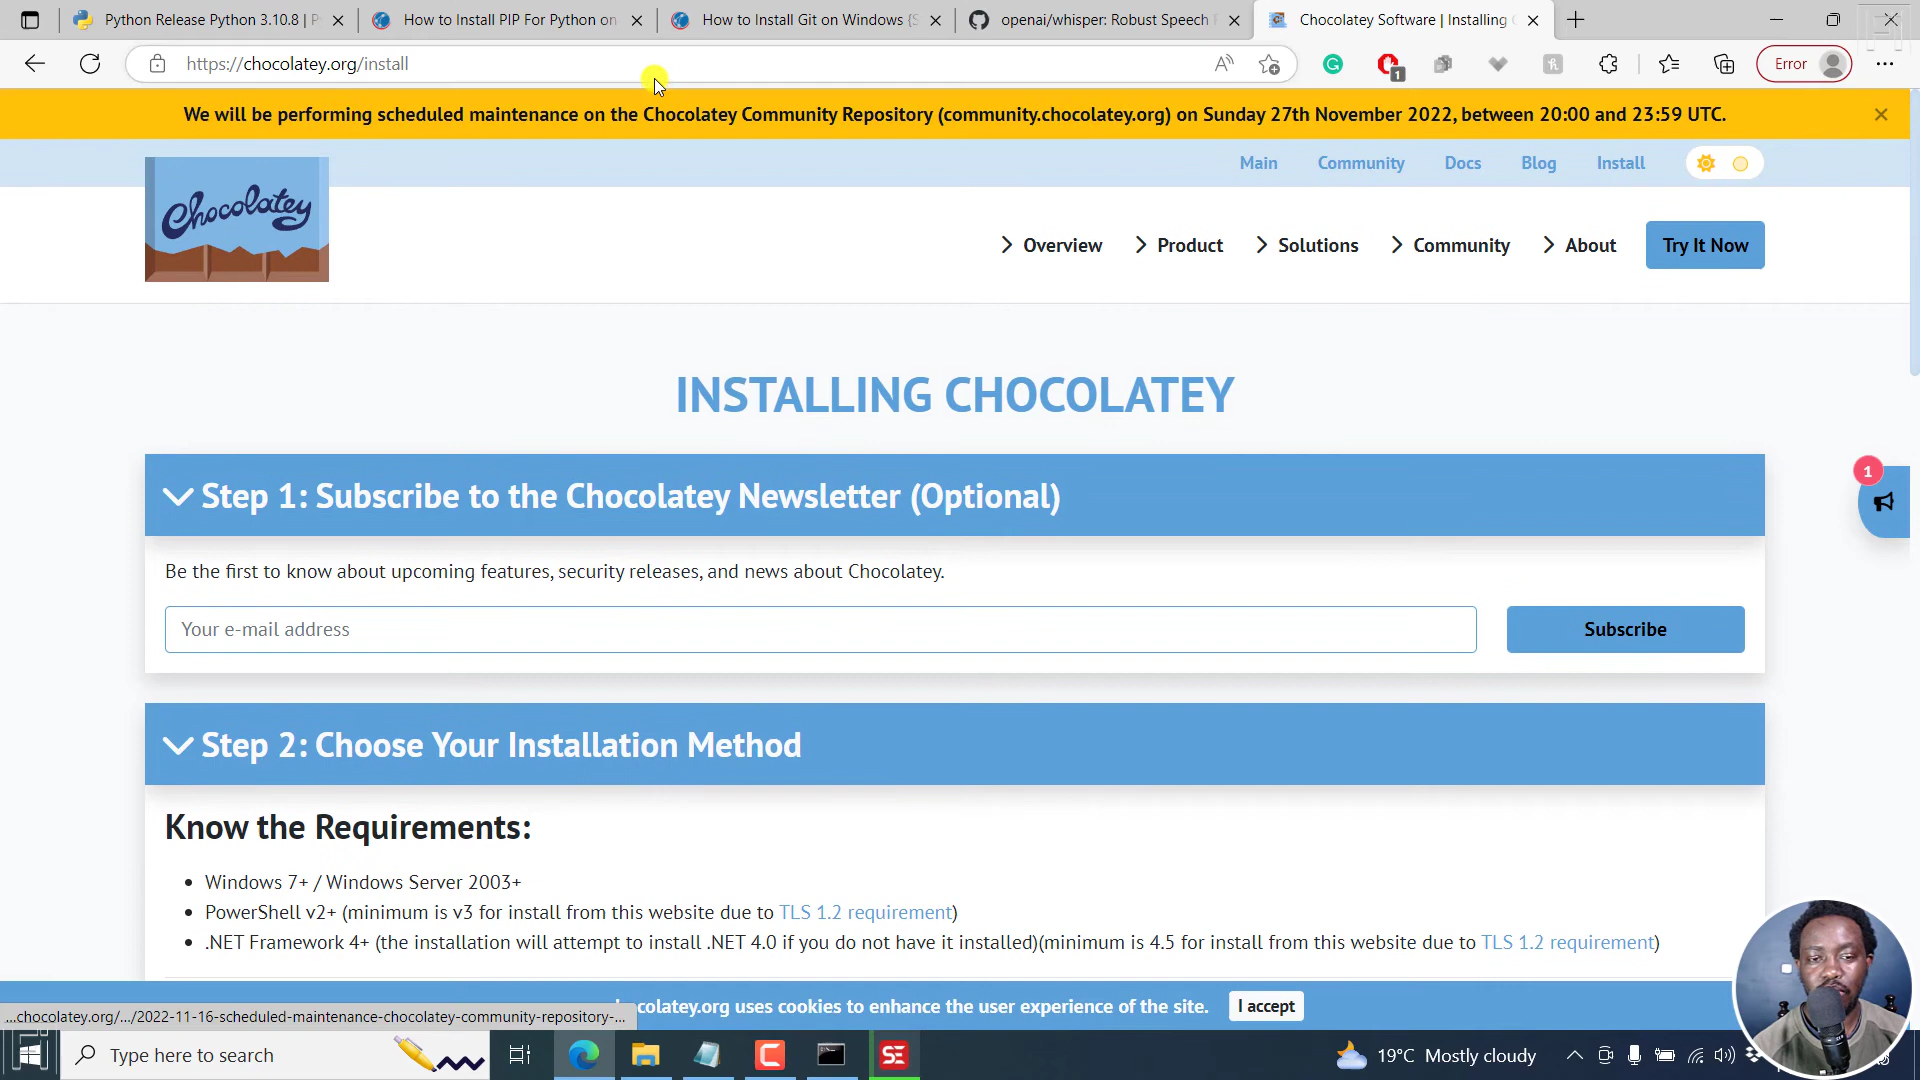 Python Release Python 3.10.8 | P
How to Install PIP For Python on
How to Install Git on Windows {S
openai/whisper: Robust Speech R
Chocolatey Software | Installing C
https://chocolatey.org/install
1
Error
We will be performing scheduled maintenance on the Chocolatey Community Repository (community.chocolatey.org) on Sunday 27th November 2022, between 20:00 and 23:59 UTC.
Main Community Docs Blog Install
Chocolatey
Overview Product Solutions Community About Try It Now
INSTALLING CHOCOLATEY
Step 1: Subscribe to the Chocolatey Newsletter (Optional)
1
Be the first to know about upcoming features, security releases, and news about Chocolatey.
Your e-mail address
Subscribe
Step 2: Choose Your Installation Method
Know the Requirements:
• Windows 7+ / Windows Server 2003+
• PowerShell v2+ (minimum is v3 for install from this website due to TLS 1.2 requirement)
• .NET Framework 4+ (the installation will attempt to install .NET 4.0 if you do not have it installed)(minimum is 4.5 for install from this website due to TLS 1.2 requirement)
hocolatey.org uses cookies to enhance the user experience of the site. I accept
...chocolatey.org/.../2022-11-16-scheduled-maintenance-chocolatey-community-repository-...
Type here to search
SE
19°C Mostly cloudy